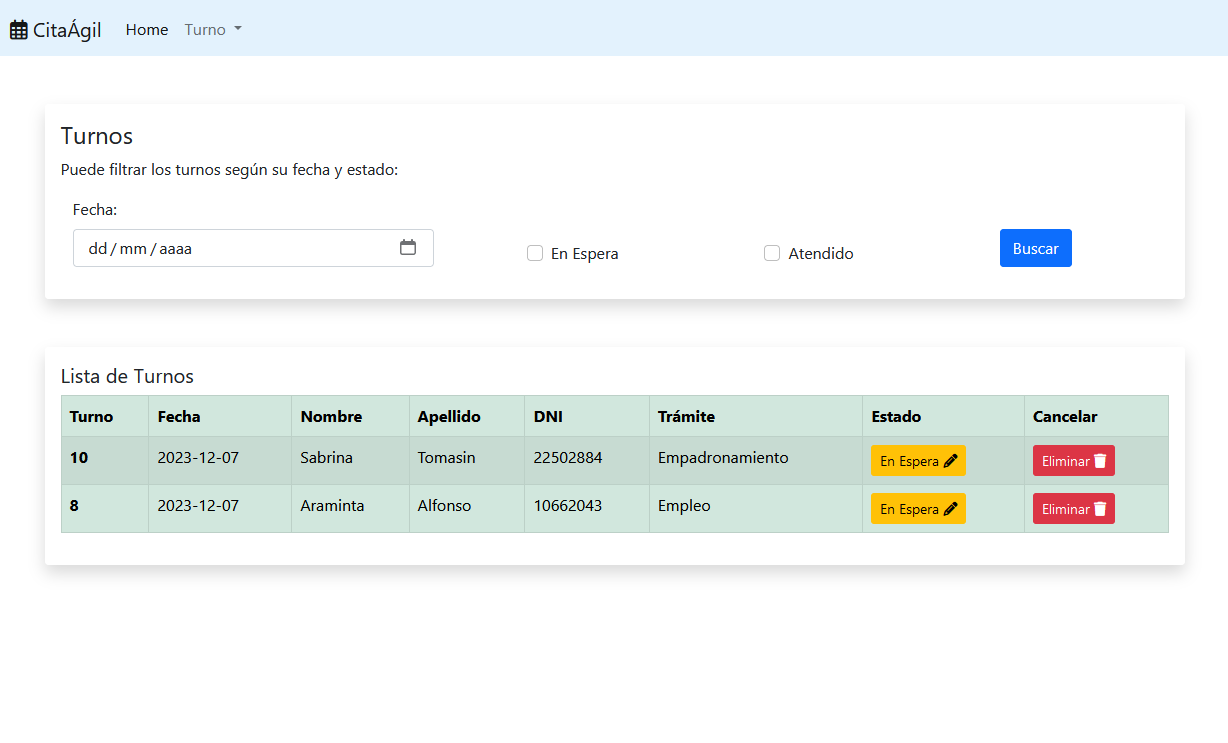 CitaÁgil Home Turno
Turnos
Puede filtrar los turnos según su fecha y estado:
Fecha:
dd / mm / aaaa En Espera Atendido Buscar
Lista de Turnos
Turno Fecha Nombre Apellido DNI Trámite Estado Cancelar
10 2023-12-07 Sabrina Tomasin 22502884 Empadronamiento En Espera Eliminar
8 2023-12-07 Araminta Alfonso 10662043 Empleo En Espera Eliminar